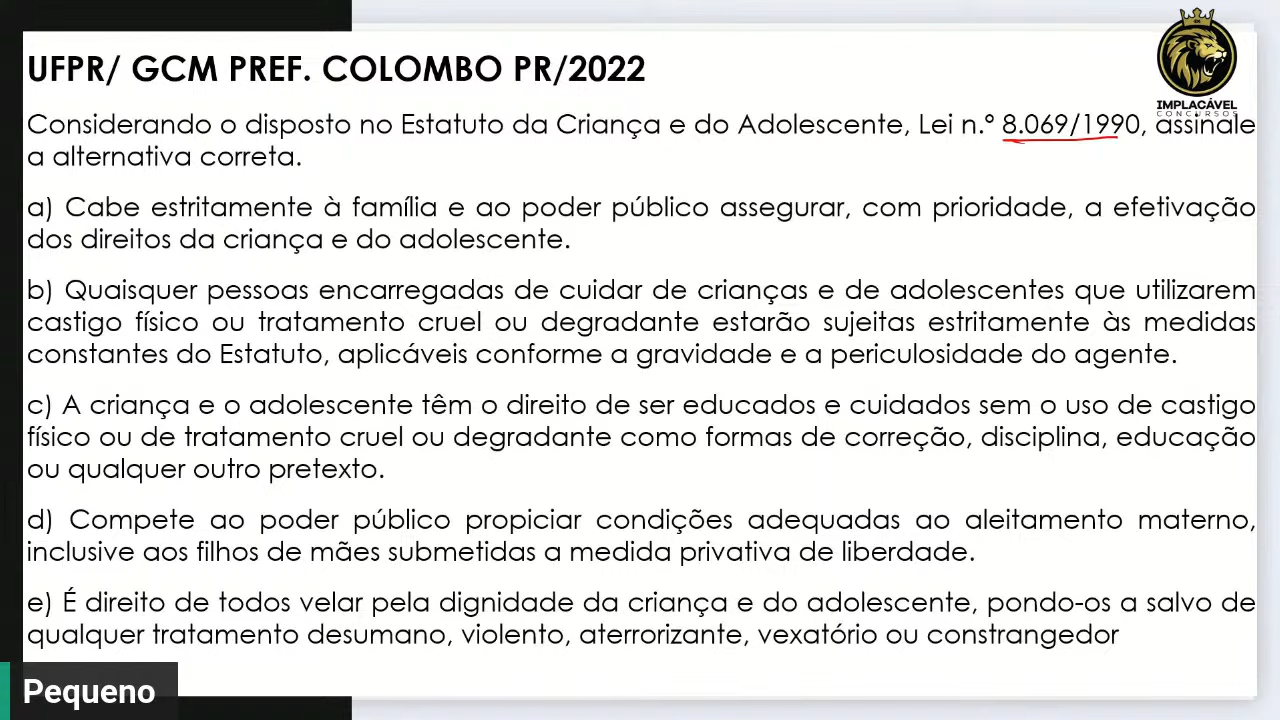 UFPR/ GCM PREF. COLOMBO PR/2022
IMPLACÁVEL
CONCURSOS
Considerando o disposto no Estatuto da Criança e do Adolescente, Lei n.º 8.069/1990, assinale
a alternativa correta.
a) Cabe estritamente à família e ao poder público assegurar, com prioridade, a efetivação
dos direitos da criança e do adolescente.
b) Quaisquer pessoas encarregadas de cuidar de crianças e de adolescentes que utilizarem
castigo físico ou tratamento cruel ou degradante estarão sujeitas estritamente às medidas
constantes do Estatuto, aplicáveis conforme a gravidade e a periculosidade do agente.
c) A criança e o adolescente têm o direito de ser educados e cuidados sem o uso de castigo
físico ou de tratamento cruel ou degradante como formas de correção, disciplina, educação
ou qualquer outro pretexto.
d) Compete ao poder público propiciar condições adequadas ao aleitamento materno,
inclusive aos filhos de mães submetidas a medida privativa de liberdade.
e) É direito de todos velar pela dignidade da criança e do adolescente, pondo-os a salvo de
qualquer tratamento desumano, violento, aterrorizante, vexatório ou constrangedor
Pequeno